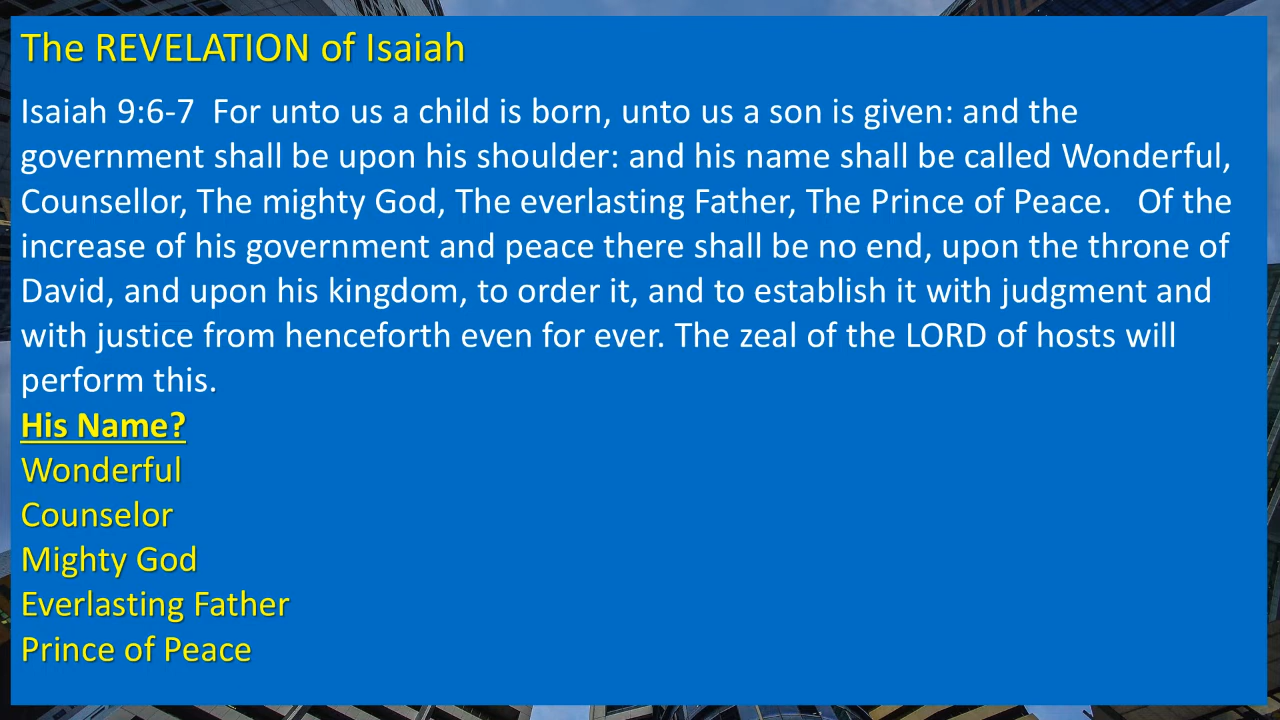 The REVELATION of Isaiah
Isaiah 9:6-7  For unto us a child is born, unto us a son is given: and the
government shall be upon his shoulder: and his name shall be called Wonderful,
Counsellor, The mighty God, The everlasting Father, The Prince of Peace.   Of the
increase of his government and peace there shall be no end, upon the throne of
David, and upon his kingdom, to order it, and to establish it with judgment and
with justice from henceforth even for ever. The zeal of the LORD of hosts will
perform this.
His Name?
Wonderful
Counselor
Mighty God
Everlasting Father
Prince of Peace